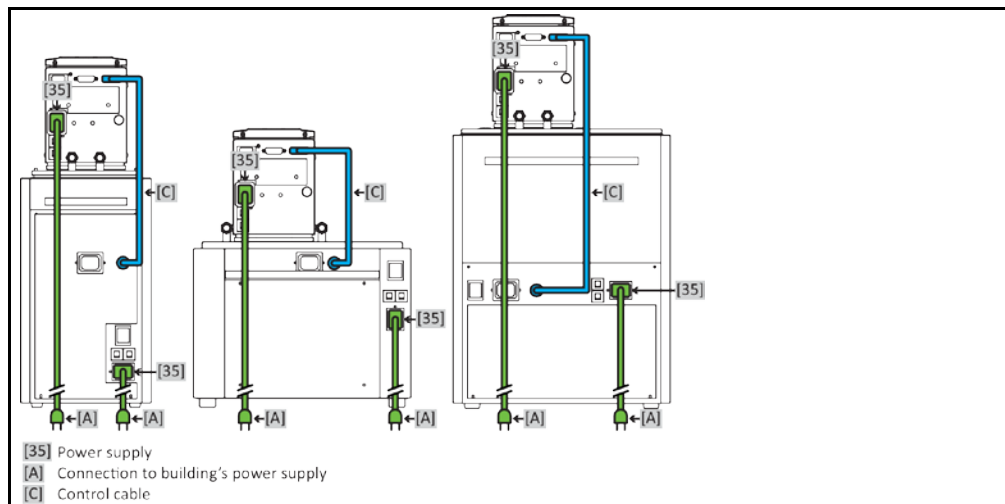 [35]
[35]
[35]
[C]
[C]
[C]
[35]
[35]
[35]
[A]
[A]
[A]
[A]
[A]
[A]
[35] Power supply
[A] Connection to building's power supply
[C] Control cable